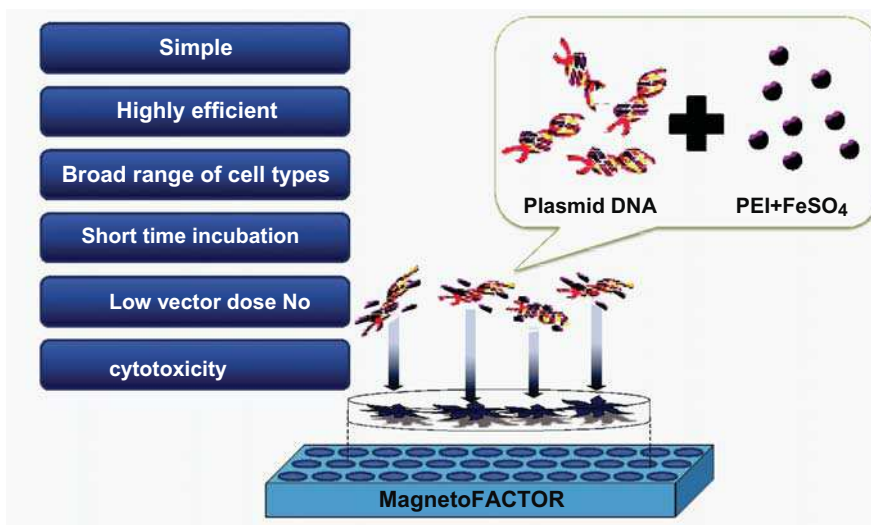 Simple
Highly efficient
Broad range of cell types
Short time incubation
Low vector dose No
cytotoxicity
Plasmid DNA
PEI+FeSO₄
MagnetoFACTOR